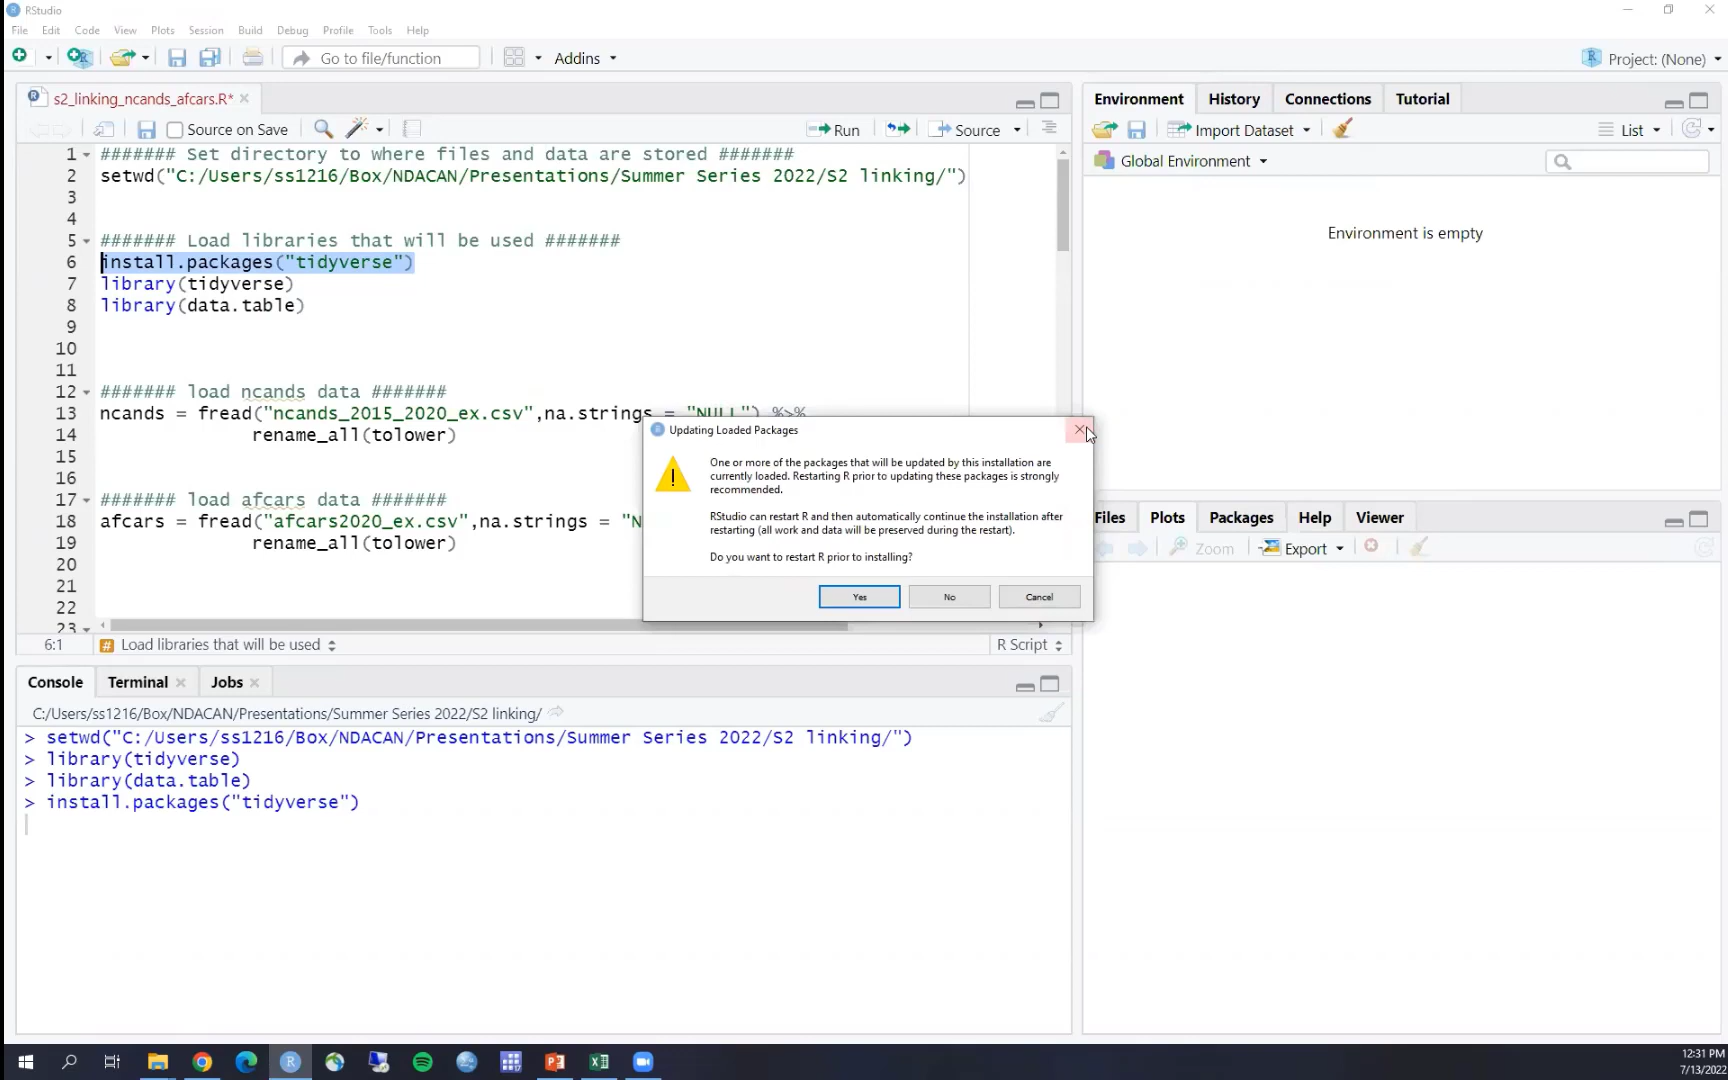 RStudio
File Edit Code View Plots Session Build Debug Profile Tools Help
Go to file/function Addins Project: (None)
s2_linking_ncands_afcars.R*
Source on Save Run Source
1 ####### Set directory to where files and data are stored #######
2 setwd("C:/Users/ss1216/Box/NDACAN/Presentations/Summer Series 2022/S2 linking/")
3
4
5 ####### Load libraries that will be used #######
6 install.packages("tidyverse")
7 library(tidyverse)
8 library(data.table)
9
10
11
12 ####### load ncands data #######
13 ncands = fread("ncands_2015_2020_ex.csv",na.strings = "NULL") %>%
14 rename_all(tolower)
15
16
17 ####### load afcars data #######
18 afcars = fread("afcars2020_ex.csv",na.strings = "N
19 rename_all(tolower)
20
21
22
23
6:1 Load libraries that will be used R Script
Updating Loaded Packages
One or more of the packages that will be updated by this installation are
currently loaded. Restarting R prior to updating these packages is strongly
recommended.
RStudio can restart R and then automatically continue the installation after
restarting (all work and data will be preserved during the restart).
Do you want to restart R prior to installing?
Yes No Cancel
Console Terminal Jobs
C:/Users/ss1216/Box/NDACAN/Presentations/Summer Series 2022/S2 linking/
> setwd("C:/Users/ss1216/Box/NDACAN/Presentations/Summer Series 2022/S2 linking/")
> library(tidyverse)
> library(data.table)
> install.packages("tidyverse")
Environment History Connections Tutorial
Import Dataset List
Global Environment
Environment is empty
Files Plots Packages Help Viewer
Zoom Export
12:31 PM
7/13/2022